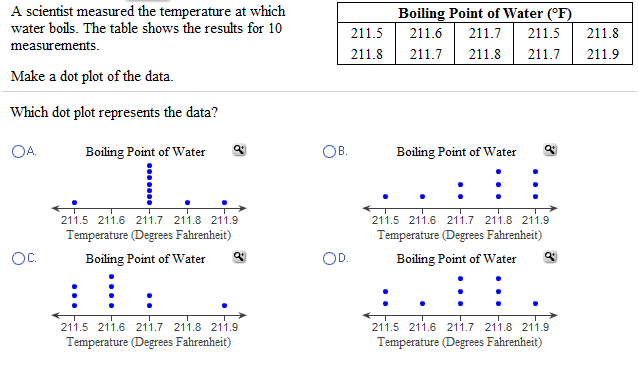 A scientist measured the temperature at which
water boils. The table shows the results for 10
measurements.
Make a dot plot of the data.
Boiling Point of Water (°F)
211.5 211.6 211.7 211.5 211.8
211.8 211.7 211.8 211.7 211.9
Which dot plot represents the data?
A. Boiling Point of Water
211.5 211.6 211.7 211.8 211.9
Temperature (Degrees Fahrenheit)
B. Boiling Point of Water
211.5 211.6 211.7 211.8 211.9
Temperature (Degrees Fahrenheit)
C. Boiling Point of Water
211.5 211.6 211.7 211.8 211.9
Temperature (Degrees Fahrenheit)
D. Boiling Point of Water
211.5 211.6 211.7 211.8 211.9
Temperature (Degrees Fahrenheit)